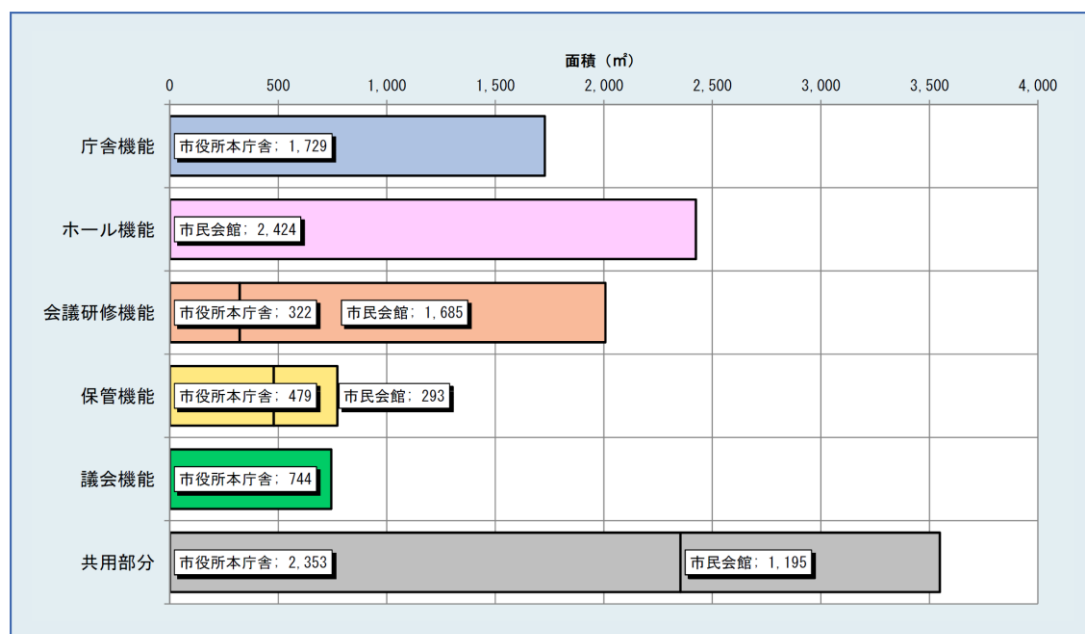 面積（㎡）
0 500 1,000 1,500 2,000 2,500 3,000 3,500 4,000
庁舎機能 市役所本庁舎; 1,729
ホール機能 市民会館; 2,424
会議研修機能 市役所本庁舎; 322 市民会館; 1,685
保管機能 市役所本庁舎; 479 市民会館; 293
議会機能 市役所本庁舎; 744
共用部分 市役所本庁舎; 2,353 市民会館; 1,195